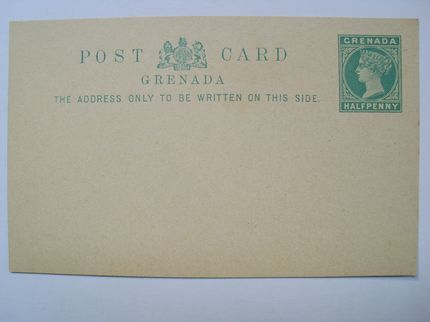 POST CARD
GRENADA
THE ADDRESS ONLY TO BE WRITTEN ON THIS SIDE.
GRENADA
HALFPENNY